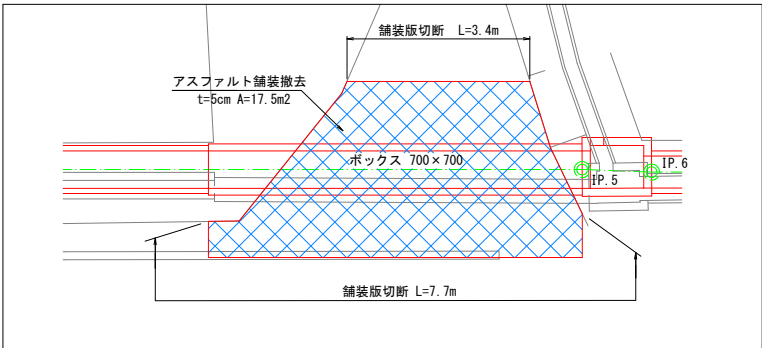 舗装版切断 L=3.4m
アスファルト舗装撤去
t=5cm A=17.5m2
ボックス 700×700
IP.6
IP.5
舗装版切断 L=7.7m